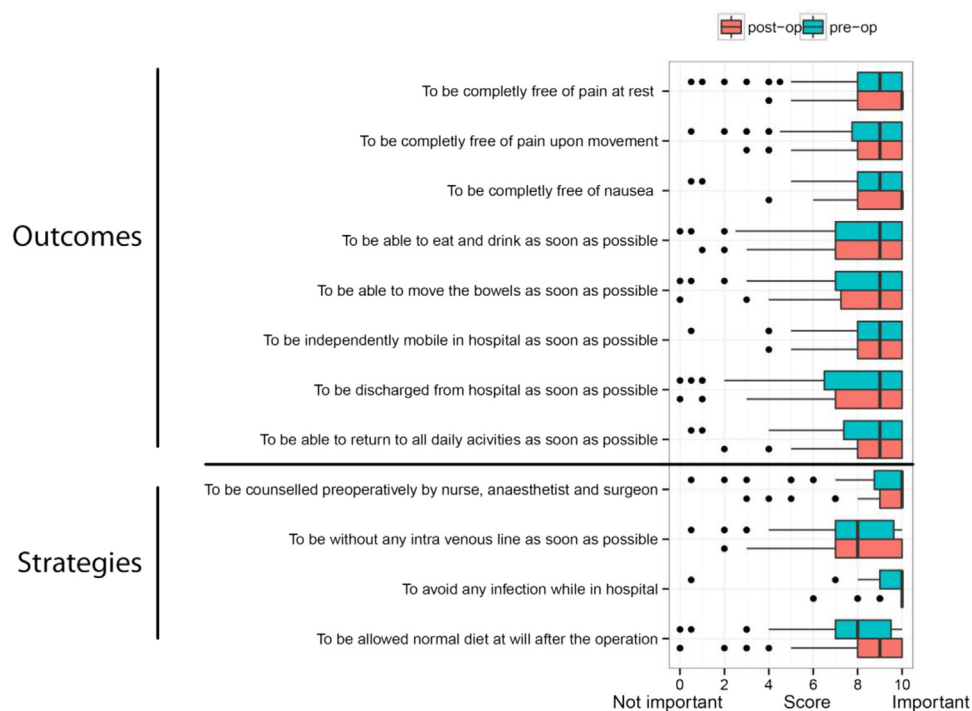 post-op pre-op
To be completly free of pain at rest
To be completly free of pain upon movement
To be completly free of nausea
Outcomes
To be able to eat and drink as soon as possible
To be able to move the bowels as soon as possible
To be independently mobile in hospital as soon as possible
To be discharged from hospital as soon as possible
To be able to return to all daily acivities as soon as possible
To be counselled preoperatively by nurse, anaesthetist and surgeon
To be without any intra venous line as soon as possible
Strategies
To avoid any infection while in hospital
To be allowed normal diet at will after the operation
0 2 4 6 8 10
Not important Score Important